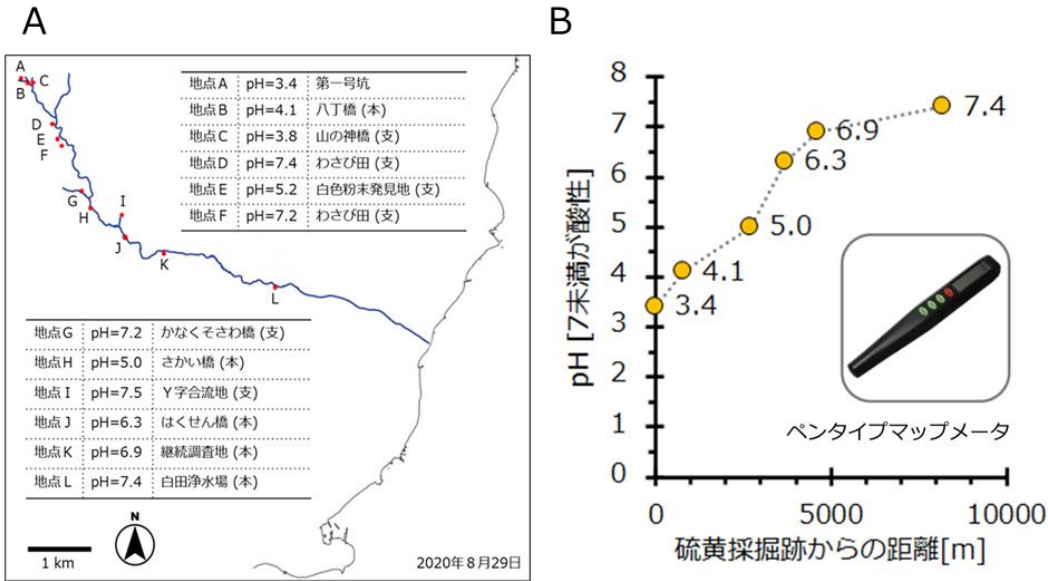 A
A
B
C
D
E
F
G
H
I
J
K
L
地点A pH=3.4 第一号坑
地点B pH=4.1 八丁橋 (本)
地点C pH=3.8 山の神橋 (支)
地点D pH=7.4 わさび田 (支)
地点E pH=5.2 白色粉末発見地 (支)
地点F pH=7.2 わさび田 (支)
地点G pH=7.2 かなくそさわ橋 (支)
地点H pH=5.0 さかい橋 (本)
地点I pH=7.5 Y字合流地 (支)
地点J pH=6.3 はくせん橋 (本)
地点K pH=6.9 継続調査地 (本)
地点L pH=7.4 白田浄水場 (本)
1 km
N
2020年8月29日
B
pH [7未満が酸性]
8
7
6
5
4
3
2
1
0
3.4
4.1
5.0
6.3
6.9
7.4
ペンタイプマップメータ
0 5000 10000
硫黄採掘跡からの距離[m]